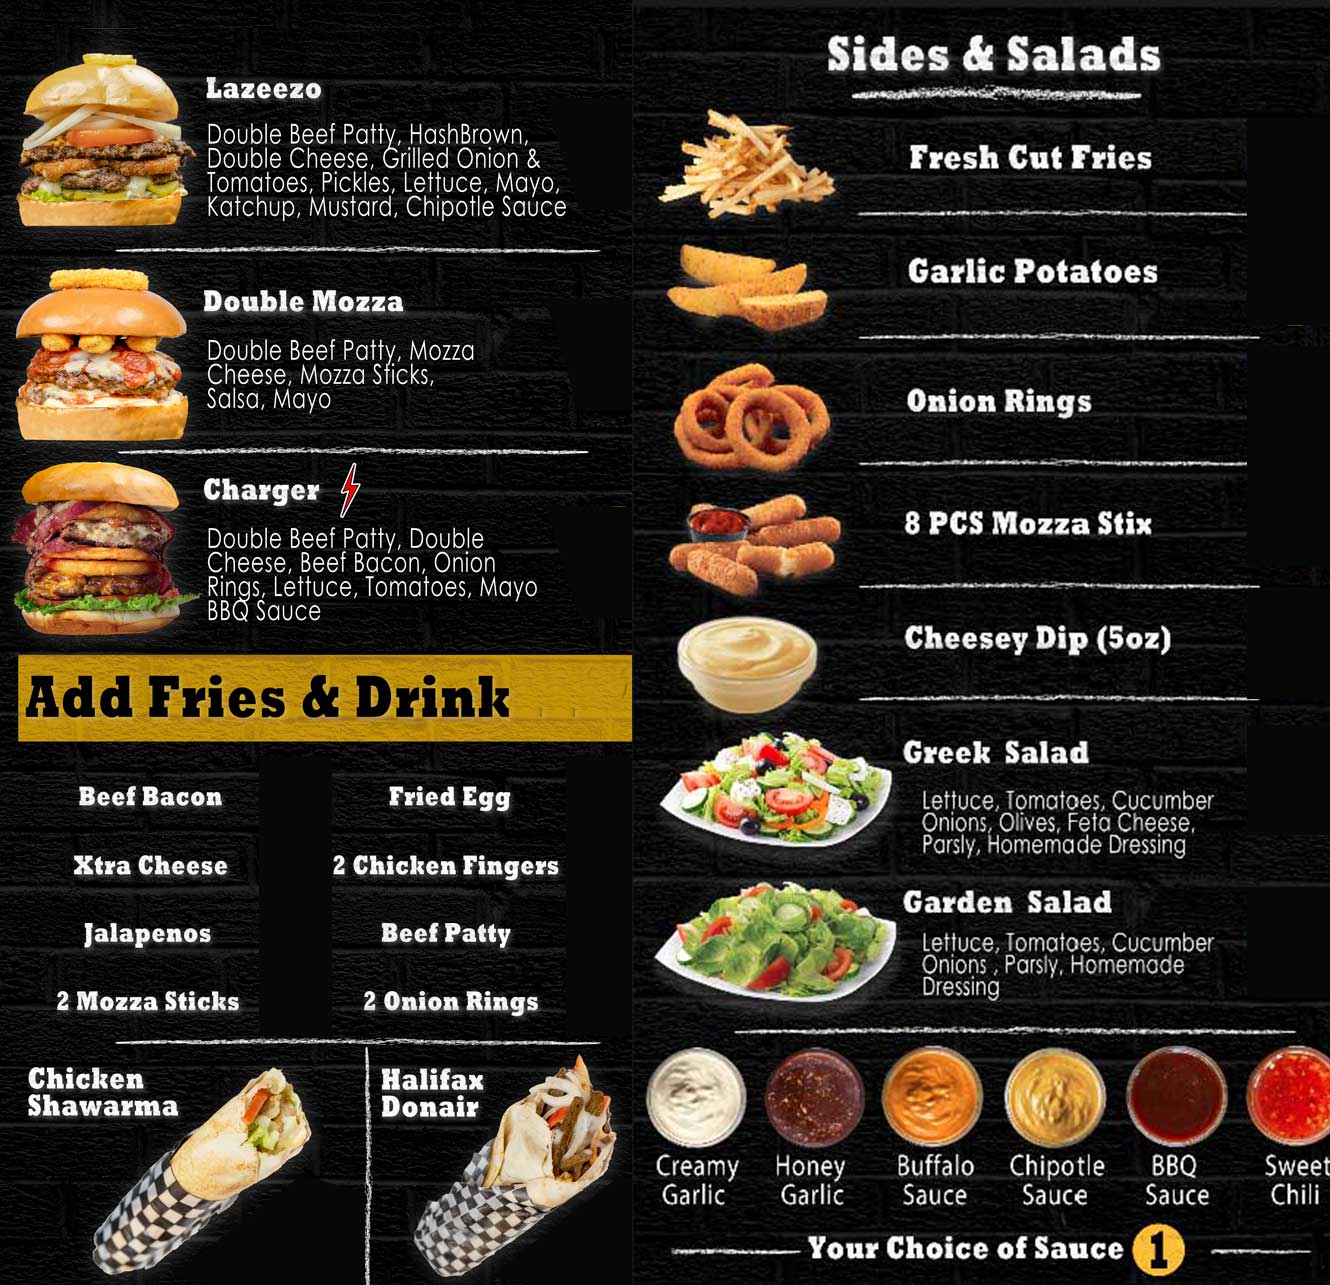 Lazeezo
Double Beef Patty, HashBrown,
Double Cheese, Grilled Onion &
Tomatoes, Pickles, Lettuce, Mayo,
Katchup, Mustard, Chipotle Sauce
Double Mozza
Double Beef Patty, Mozza
Cheese, Mozza Sticks,
Salsa, Mayo
Charger
Double Beef Patty, Double
Cheese, Beef Bacon, Onion
Rings, Lettuce, Tomatoes, Mayo
BBQ Sauce
Add Fries & Drink
Beef Bacon
Fried Egg
Xtra Cheese
2 Chicken Fingers
Jalapenos
Beef Patty
2 Mozza Sticks
2 Onion Rings
Chicken
Shawarma
Halifax
Donair
Sides & Salads
Fresh Cut Fries
Garlic Potatoes
Onion Rings
8 PCS Mozza Stix
Cheesey Dip (5oz)
Greek Salad
Lettuce, Tomatoes, Cucumber
Onions, Olives, Feta Cheese,
Parsly, Homemade Dressing
Garden Salad
Lettuce, Tomatoes, Cucumber
Onions , Parsly, Homemade
Dressing
Creamy
Garlic
Honey
Garlic
Buffalo
Sauce
Chipotle
Sauce
BBQ
Sauce
Sweet
Chili
Your Choice of Sauce 1